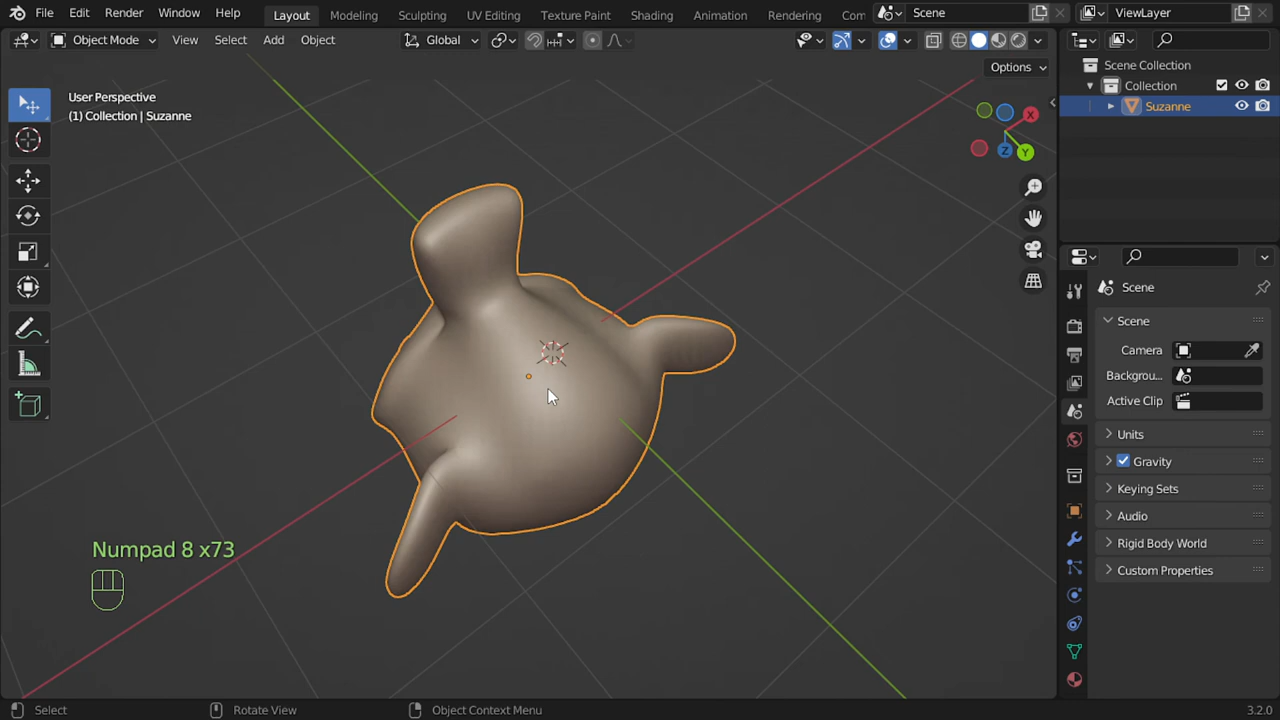 File Edit Render Window Help Layout Modeling Sculpting UV Editing Texture Paint Shading Animation Rendering Com Scene ViewLayer
Object Mode View Select Add Object Global
Options
User Perspective
(1) Collection | Suzanne
X
Y
Z
Numpad 8 x73
Scene Collection
Collection
Suzanne
Scene
Scene
Camera
Backgrou...
Active Clip
Units
Gravity
Keying Sets
Audio
Rigid Body World
Custom Properties
Select Rotate View Object Context Menu 3.2.0